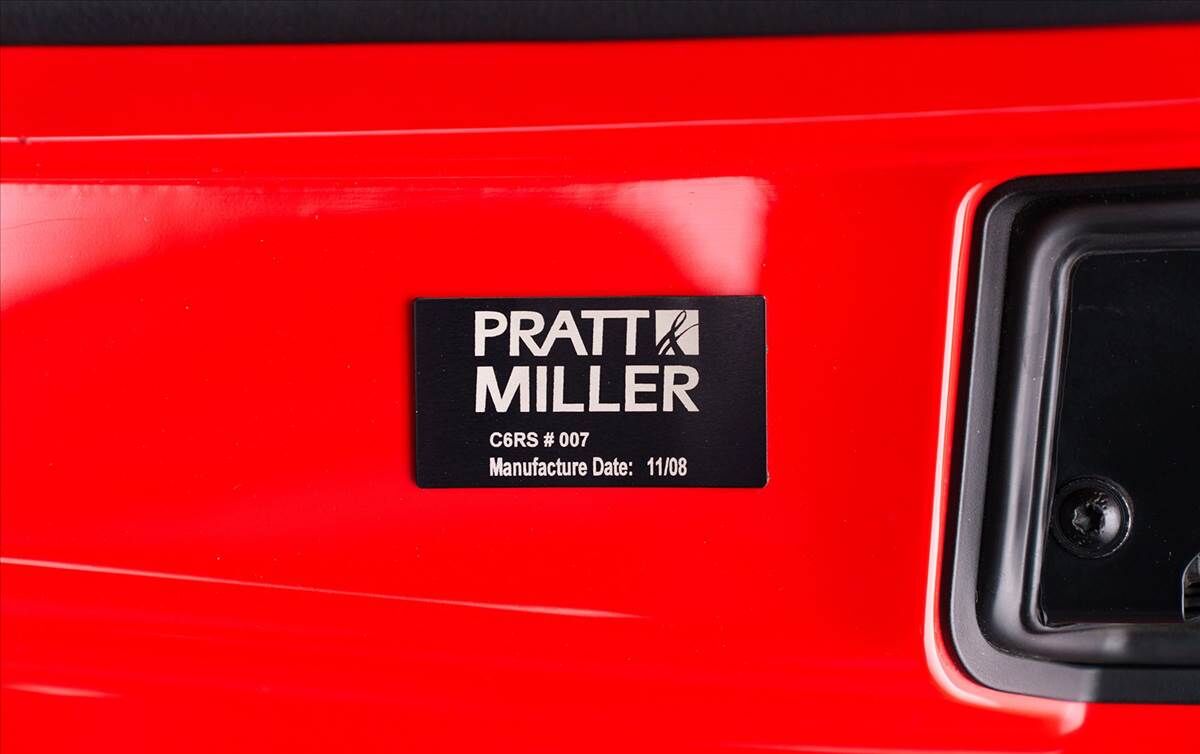 PRATT &
MILLER
C6RS # 007
Manufacture Date: 11/08